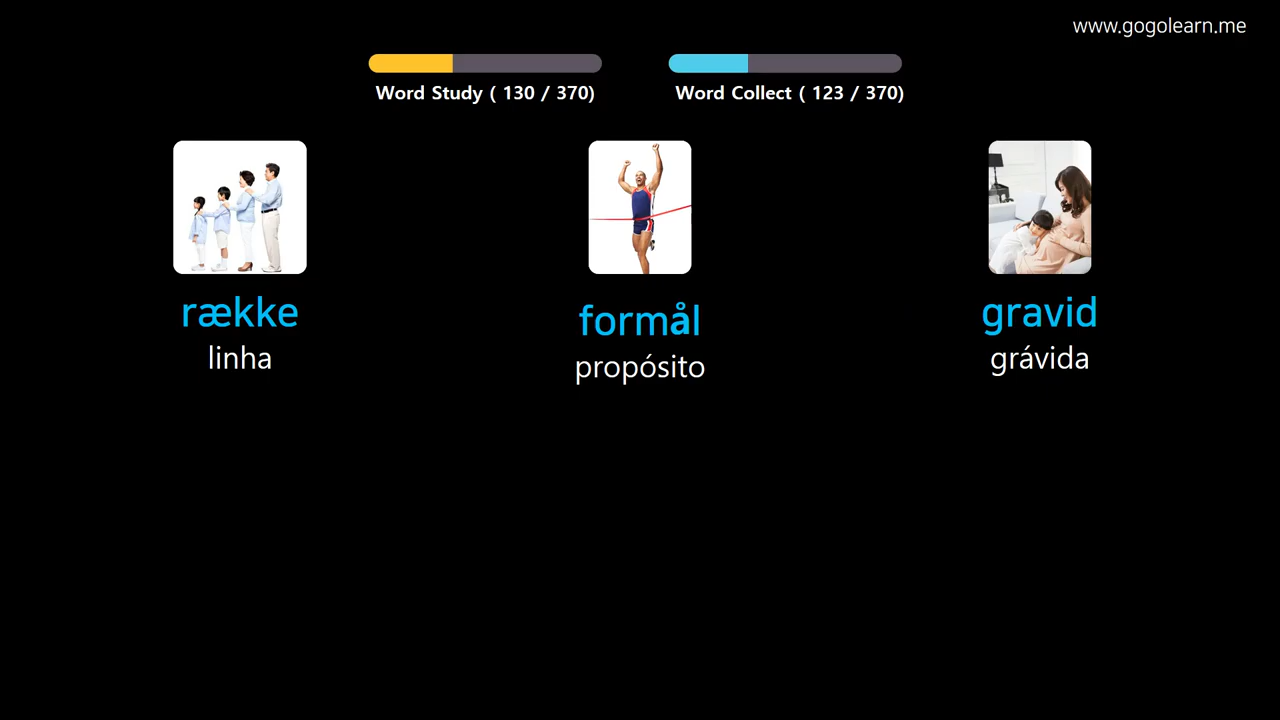 www.gogolearn.me
Word Study ( 130 / 370)
Word Collect ( 123 / 370)
række
linha
formål
propósito
gravid
grávida